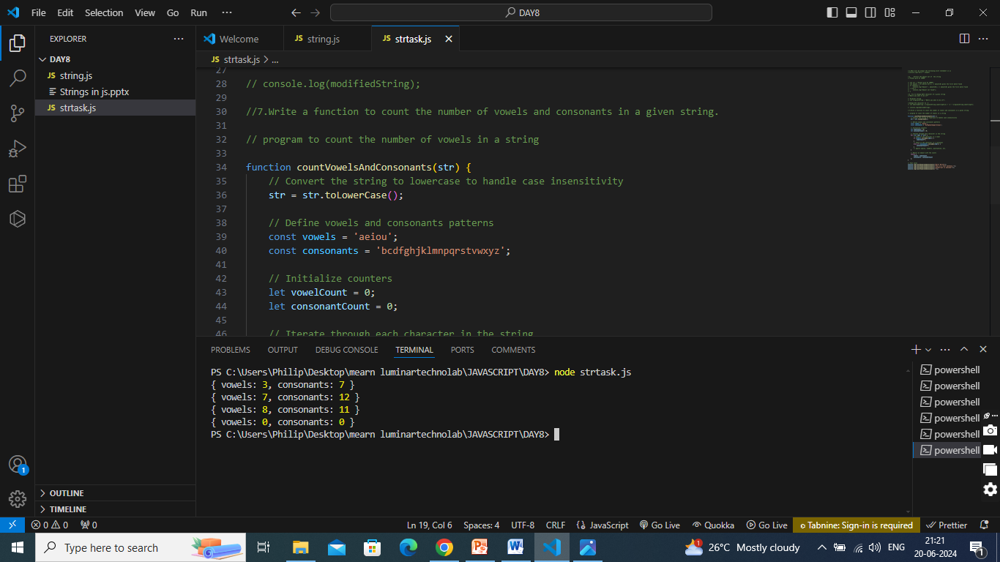 File Edit Selection View Go Run ··· DAY8
EXPLORER ···
DAY8
JS string.js
Strings in js.pptx
JS strtask.js
OUTLINE
TIMELINE
Welcome JS string.js JS strtask.js
JS strtask.js > ...
27
28 // console.log(modifiedString);
29
30 //7.Write a function to count the number of vowels and consonants in a given string.
31
32 // program to count the number of vowels in a string
33
34 function countVowelsAndConsonants(str) {
35 // Convert the string to lowercase to handle case insensitivity
36 str = str.toLowerCase();
37
38 // Define vowels and consonants patterns
39 const vowels = 'aeiou';
40 const consonants = 'bcdfghjklmnpqrstvwxyz';
41
42 // Initialize counters
43 let vowelCount = 0;
44 let consonantCount = 0;
45
46 // Iterate through each character in the string
PROBLEMS OUTPUT DEBUG CONSOLE TERMINAL PORTS COMMENTS
PS C:\Users\Philip\Desktop\mearn luminartechnolab\JAVASCRIPT\DAY8> node strtask.js
{ vowels: 3, consonants: 7 }
{ vowels: 7, consonants: 12 }
{ vowels: 8, consonants: 11 }
{ vowels: 0, consonants: 0 }
PS C:\Users\Philip\Desktop\mearn luminartechnolab\JAVASCRIPT\DAY8>
powershell
powershell
powershell
powershell
powershell
powershell
1
0 0 0 Ln 19, Col 6 Spaces: 4 UTF-8 CRLF JavaScript Go Live Quokka Go Live Tabnine: Sign-in is required Prettier
Type here to search 1 26°C Mostly cloudy ENG 21:21
20-06-2024 1